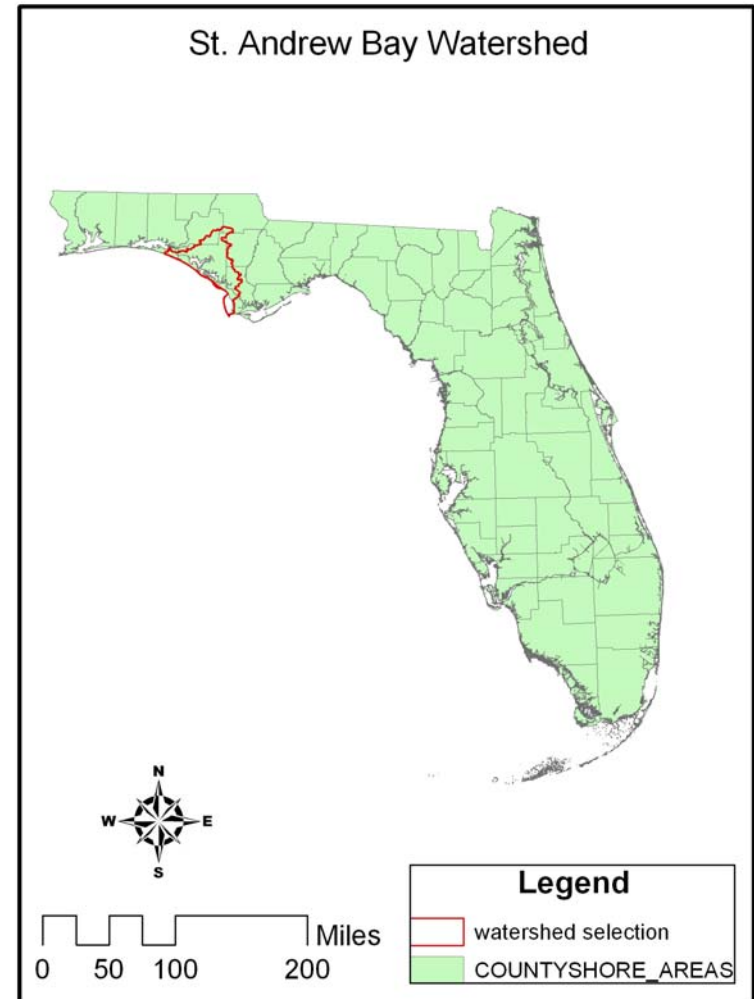 St. Andrew Bay Watershed
N
W E
S
Miles
0 50 100 200
Legend
watershed selection
COUNTYSHORE_AREAS